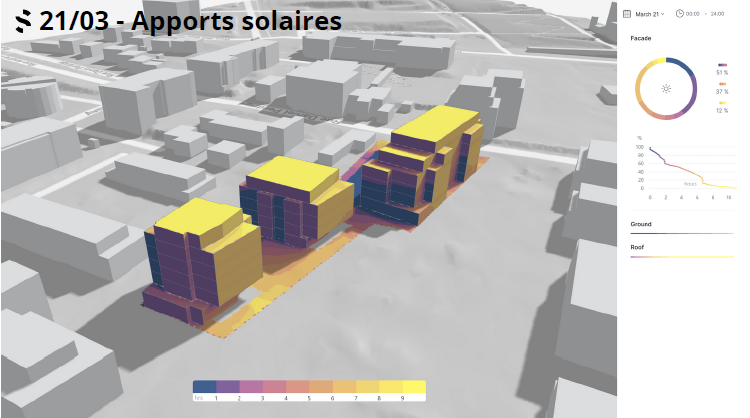 21/03 - Apports solaires
March 21
00:00 - 24:00
Facade
51 %
37 %
12 %
%
100
80
60
40
20
0
Hours
0 2 4 6 8 10
Ground
Roof
hrs 1 2 3 4 5 6 7 8 9